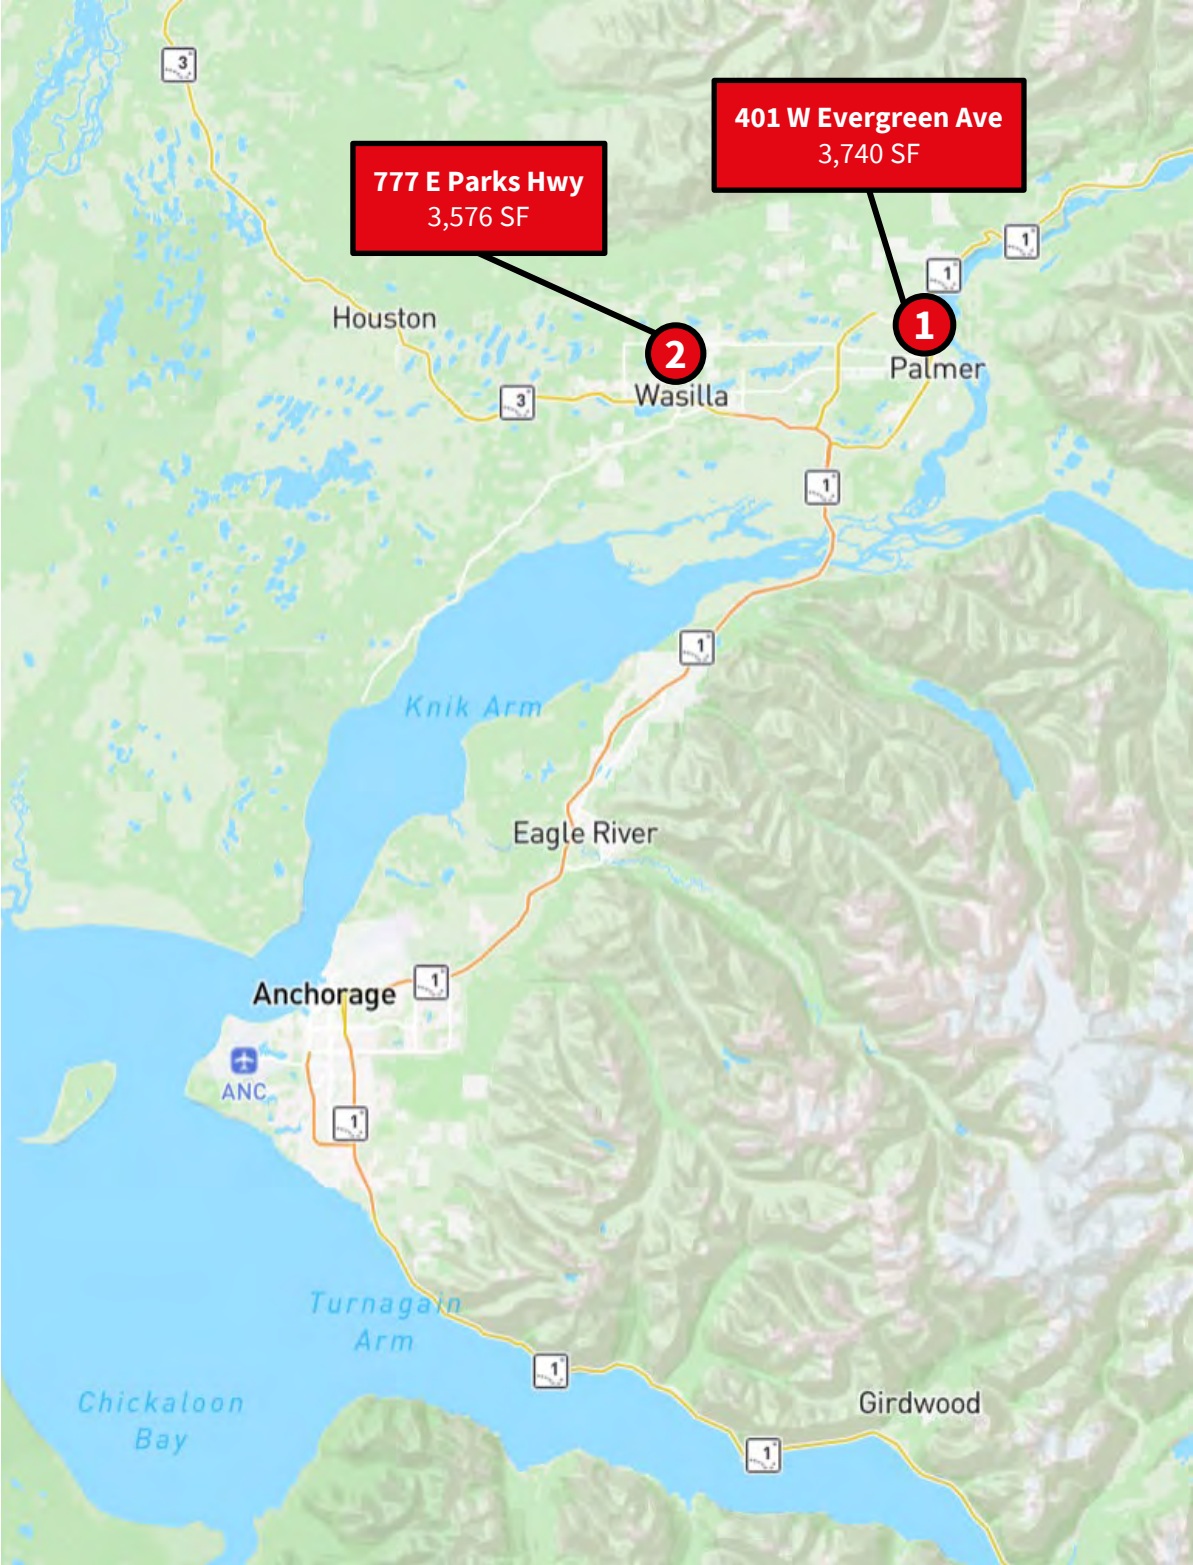 3
401 W Evergreen Ave
3,740 SF
777 E Parks Hwy
3,576 SF
1
1
Houston
1
2
Palmer
3
Wasilla
1
1
Knik Arm
Eagle River
1
Anchorage
ANC
1
Turnagain
Arm
1
Chickaloon
Bay
Girdwood
1